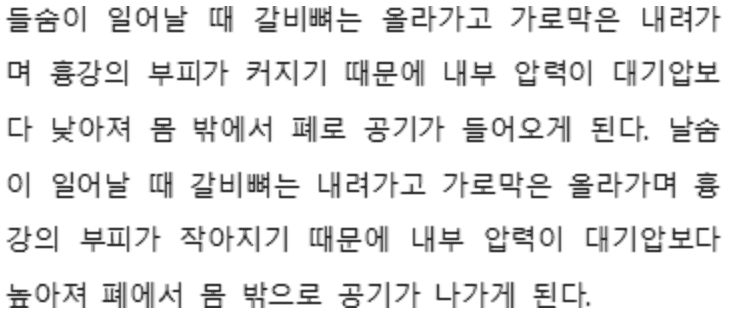 들숨이 일어날 때 갈비뼈는 올라가고 가로막은 내려가
며 흉강의 부피가 커지기 때문에 내부 압력이 대기압보
다 낮아져 몸 밖에서 폐로 공기가 들어오게 된다. 날숨
이 일어날 때 갈비뼈는 내려가고 가로막은 올라가며 흉
강의 부피가 작아지기 때문에 내부 압력이 대기압보다
높아져 폐에서 몸 밖으로 공기가 나가게 된다.